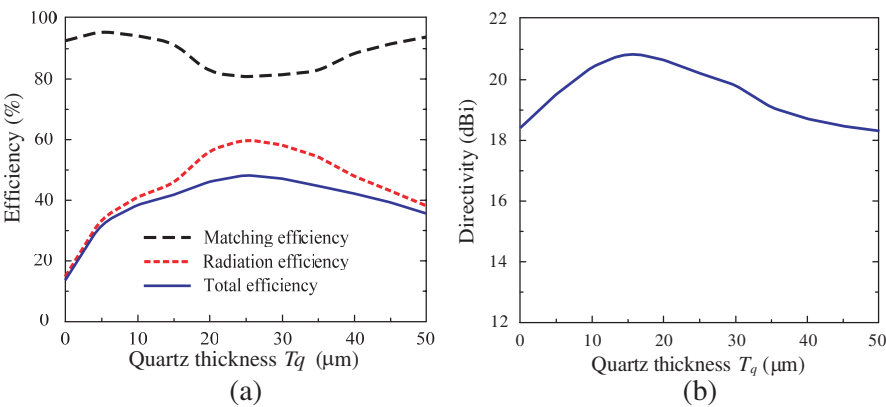 100
80
60
40
20
0
Efficiency (%)
Matching efficiency
Radiation efficiency
Total efficiency
0 10 20 30 40 50
Quartz thickness Tq (μm)
(a)
22
20
18
16
14
12
Directivity (dBi)
0 10 20 30 40 50
Quartz thickness Tq (μm)
(b)